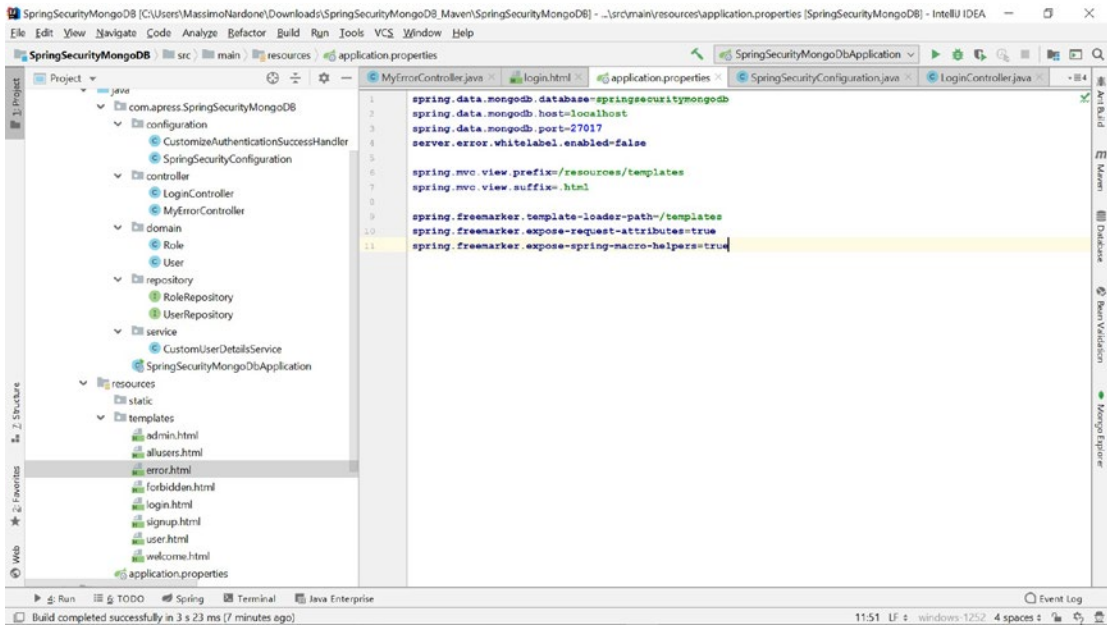 SpringSecurityMongoDB [C:\Users\MassimoNardone\Downloads\SpringSecurityMongoDB_Maven\SpringSecurityMongoDB] - ...\src\main\resources\application.properties [SpringSecurityMongoDB] - IntelliJ IDEA
File Edit View Navigate Code Analyze Refactor Build Run Tools VCS Window Help
SpringSecurityMongoDB src main resources application.properties SpringSecurityMongoDbApplication
Project MyErrorController.java login.html application.properties SpringSecurityConfiguration.java LoginController.java 4
1: Project
7: Structure
2: Favorites
Web
java
com.apress.SpringSecurityMongoDB
configuration
CustomizeAuthenticationSuccessHandler
SpringSecurityConfiguration
controller
LoginController
MyErrorController
domain
Role
User
repository
RoleRepository
UserRepository
service
CustomUserDetailsService
SpringSecurityMongoDbApplication
resources
static
templates
admin.html
allusers.html
error.html
forbidden.html
login.html
signup.html
user.html
welcome.html
application.properties
1 spring.data.mongodb.database=springsecuritymongodb
2 spring.data.mongodb.host=localhost
3 spring.data.mongodb.port=27017
4 server.error.whitelabel.enabled=false
5
6 spring.mvc.view.prefix=/resources/templates
7 spring.mvc.view.suffix=.html
8
9 spring.freemarker.template-loader-path=/templates
10 spring.freemarker.expose-request-attributes=true
11 spring.freemarker.expose-spring-macro-helpers=true
Ant Build
Maven
Database
Bean Validation
Mongo Explorer
4: Run 6: TODO Spring Terminal Java Enterprise Event Log
Build completed successfully in 3 s 23 ms (7 minutes ago) 11:51 LF windows-1252 4 spaces